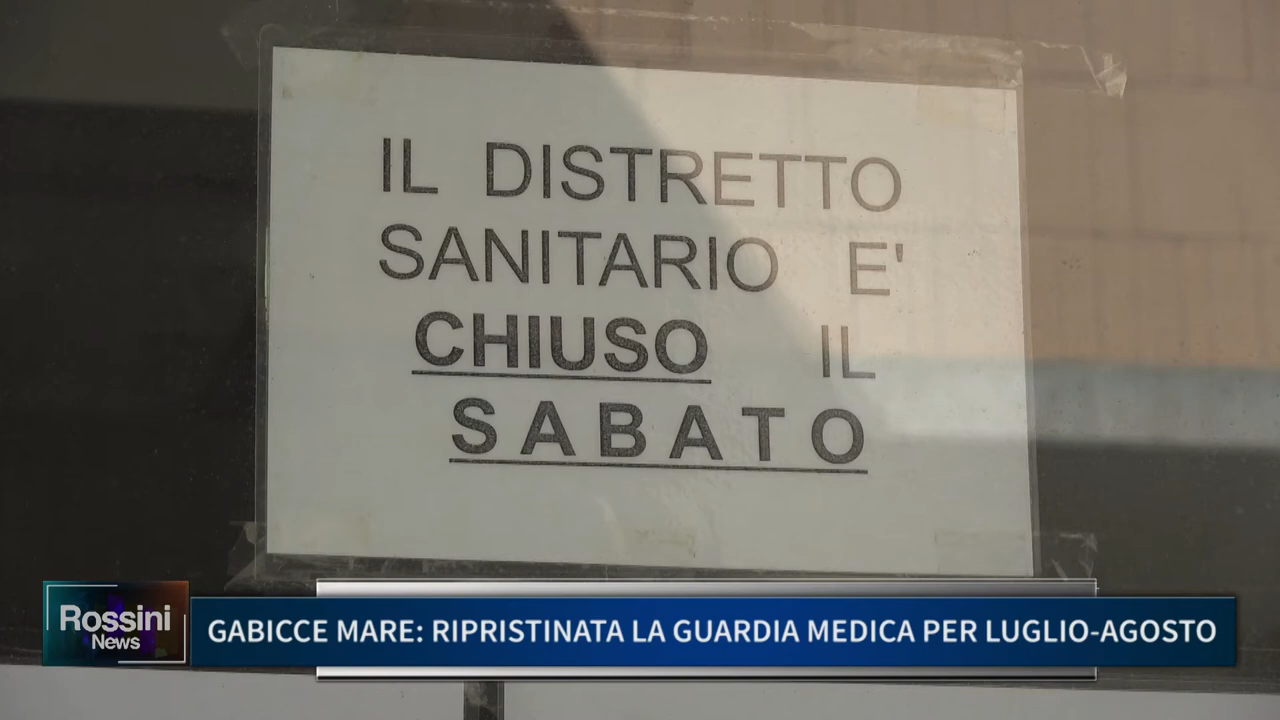 IL DISTRETTO
SANITARIO E'
CHIUSO IL
SABATO
Rossini
News
GABICCE MARE: RIPRISTINATA LA GUARDIA MEDICA PER LUGLIO-AGOSTO